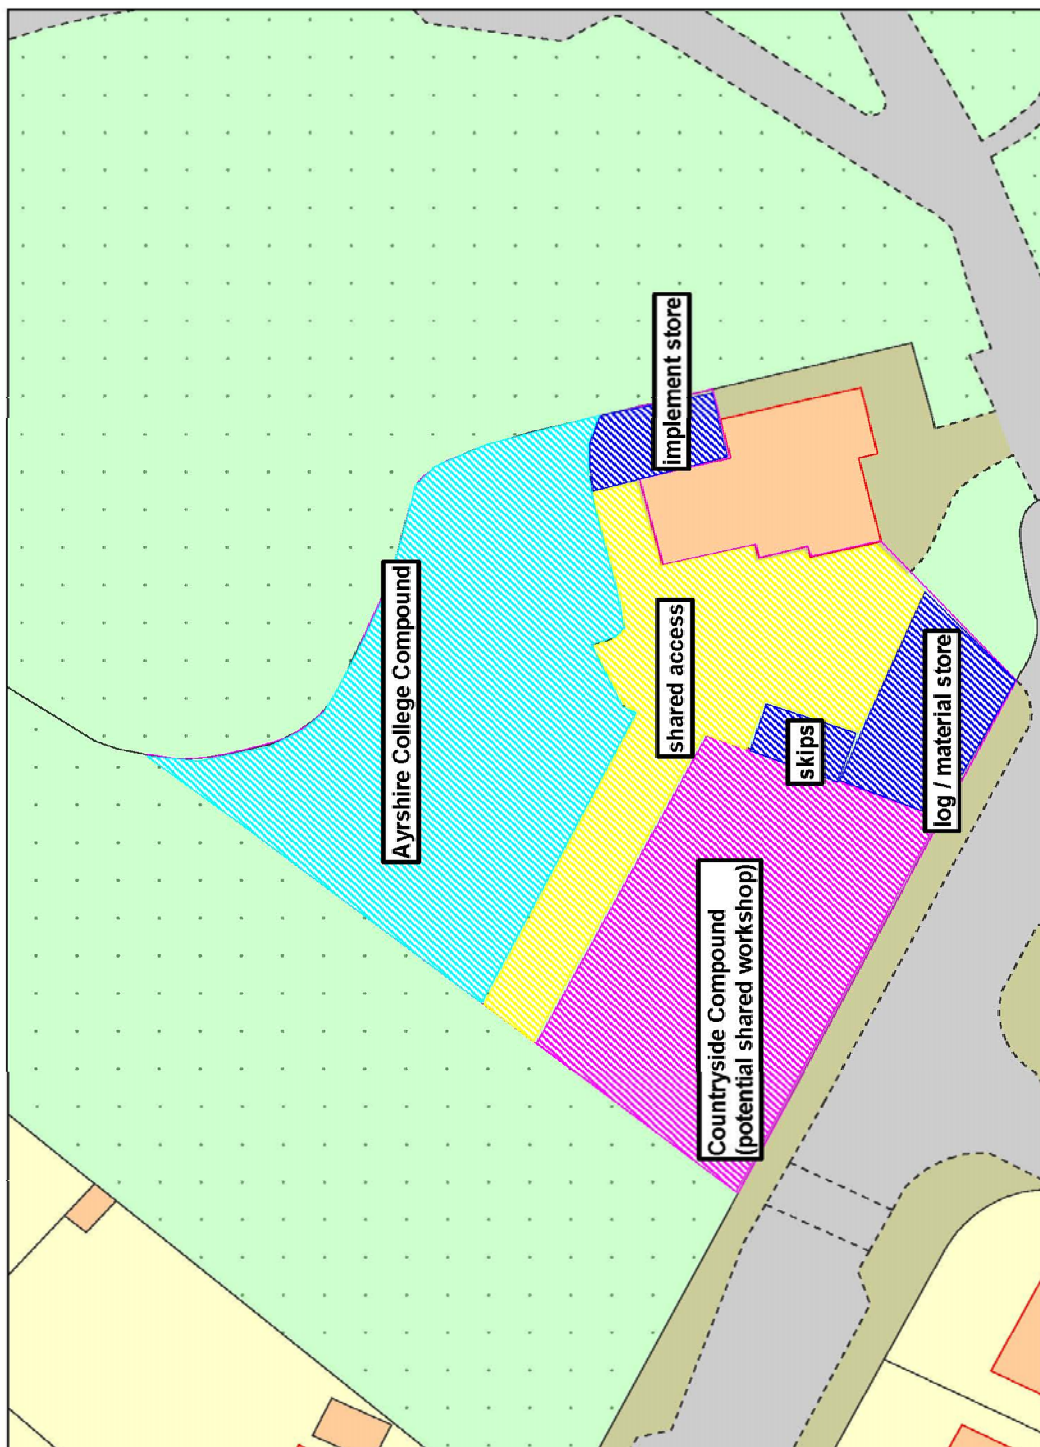 Ayrshire College Compound
implement store
shared access
skips
log / material store
Countryside Compound
(potential shared workshop)